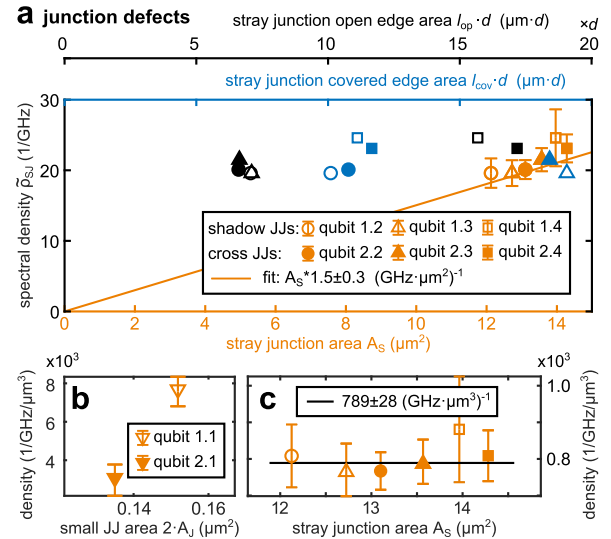 a junction defects
stray junction open edge area l_op·d (µm·d)
×d
0 10 20
stray junction covered edge area l_cov·d (µm·d)
spectral density ρ̃_SJ (1/GHz)
30
20
10
0
shadow JJs: qubit 1.2 qubit 1.3 qubit 1.4
cross JJs: qubit 2.2 qubit 2.3 qubit 2.4
fit: A_S*1.5±0.3 (GHz·µm²)⁻¹
0 2 4 6 8 10 12 14
stray junction area A_S (µm²)
x10³
b
density (1/GHz/µm³)
8
6
4
qubit 1.1
qubit 2.1
0.14 0.16
small JJ area 2·A_J (µm²)
x10³
c
789±28 (GHz·µm³)⁻¹
1.0
0.8
density (1/GHz/µm³)
12 13 14
stray junction area A_S (µm²)